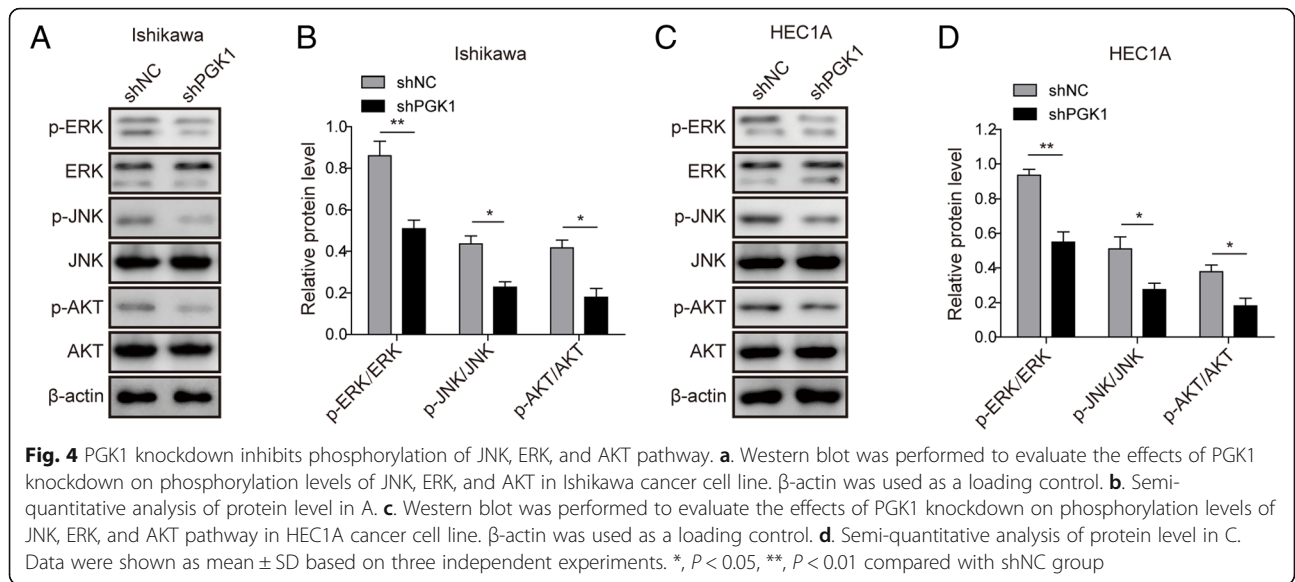 A
Ishikawa
shNC
shPGK1
p-ERK
ERK
p-JNK
JNK
p-AKT
AKT
β-actin
B
Ishikawa
shNC
shPGK1
Relative protein level
1.0
0.8
0.6
0.4
0.2
0.0
**
*
*
p-ERK/ERK
p-JNK/JNK
p-AKT/AKT
C
HEC1A
shNC
shPGK1
p-ERK
ERK
p-JNK
JNK
p-AKT
AKT
β-actin
D
HEC1A
shNC
shPGK1
Relative protein level
1.2
1.0
0.8
0.6
0.4
0.2
0.0
**
*
*
p-ERK/ERK
p-JNK/JNK
p-AKT/AKT
Fig. 4 PGK1 knockdown inhibits phosphorylation of JNK, ERK, and AKT pathway. a. Western blot was performed to evaluate the effects of PGK1
knockdown on phosphorylation levels of JNK, ERK, and AKT in Ishikawa cancer cell line. β-actin was used as a loading control. b. Semi-
quantitative analysis of protein level in A. c. Western blot was performed to evaluate the effects of PGK1 knockdown on phosphorylation levels of
JNK, ERK, and AKT pathway in HEC1A cancer cell line. β-actin was used as a loading control. d. Semi-quantitative analysis of protein level in C.
Data were shown as mean ± SD based on three independent experiments. *, P < 0.05, **, P < 0.01 compared with shNC group